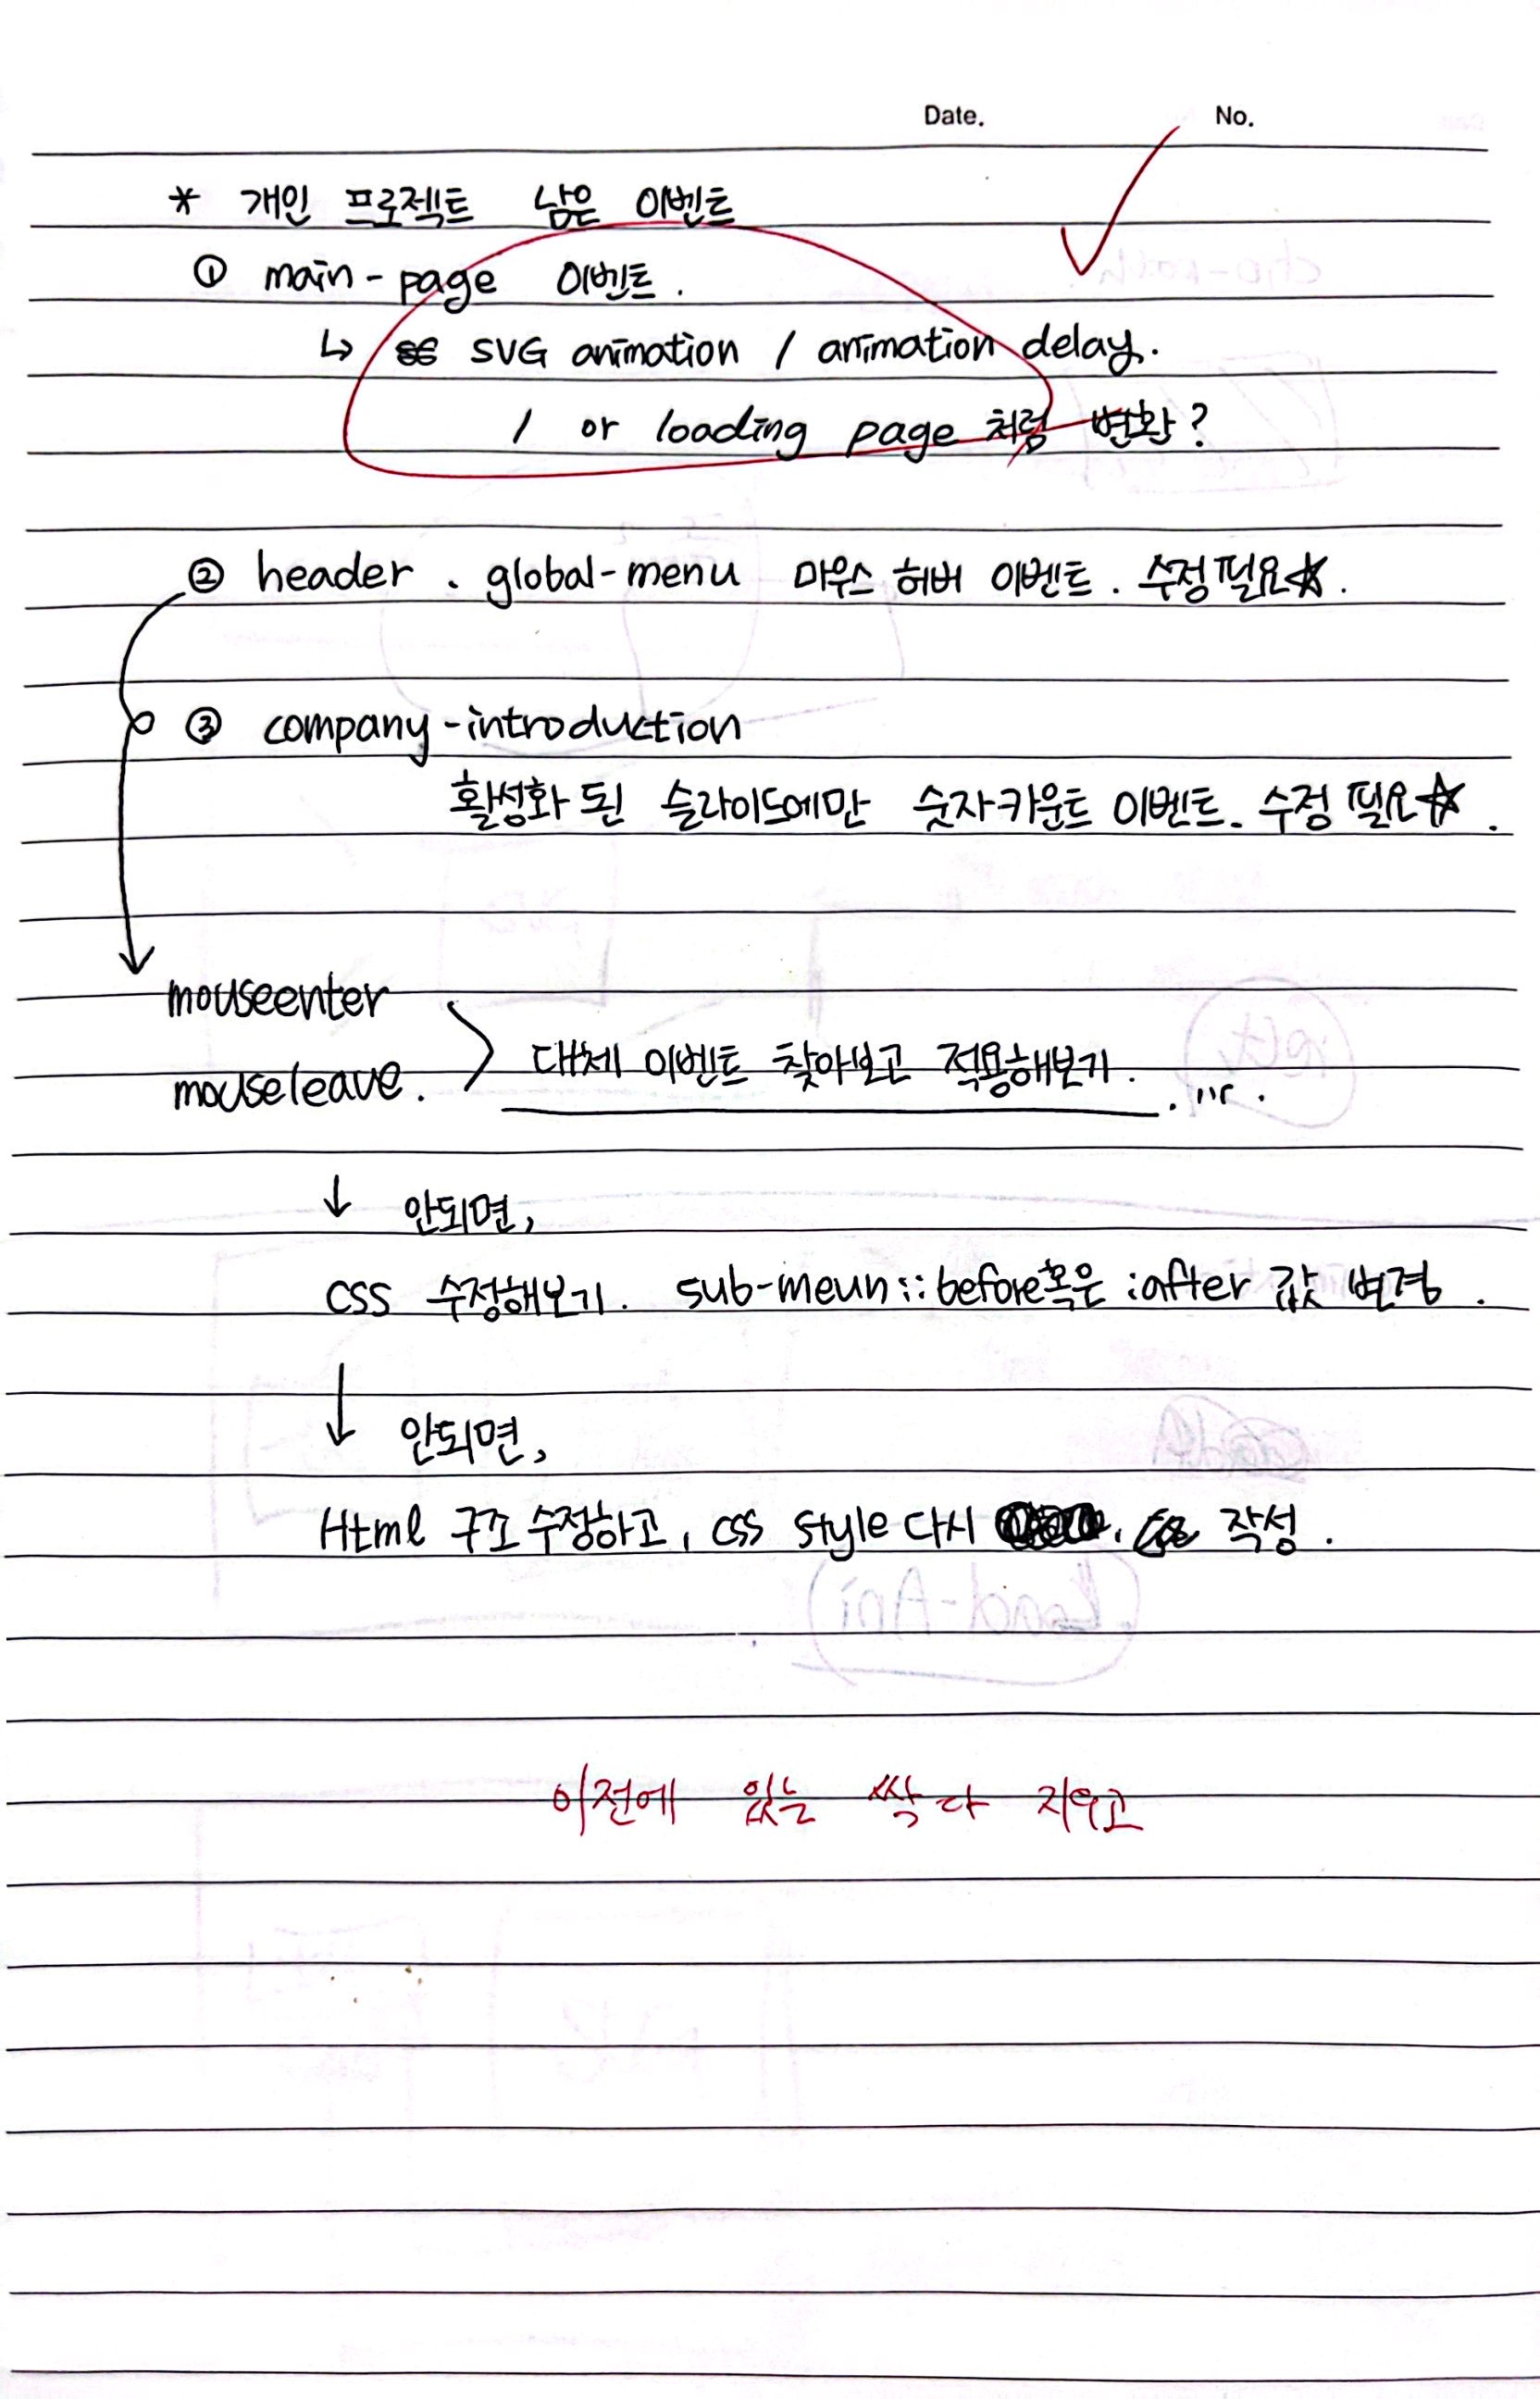 Date. No.
* 개인 프로젝트 남은 이벤트
① main-page 이벤트.
↳ SVG animation / animation delay.
/ or loading page 처럼 변환?
② header . global-menu 마우스 허버 이벤트 . 수정필요☆.
③ company-introduction
활성화 된 슬라이드에만 숫자카운트 이벤트. 수정 필요☆.
mouseenter
mouseleave.
대체 이벤트 찾아보고 적용해보기.
↓ 안되면,
css 수정해보기. sub-meun::before혹은 :after 값 변경.
↓ 안되면,
Html 구조 수정하고, css style 다시 작성.
이전에 있는 싹 다 지우고